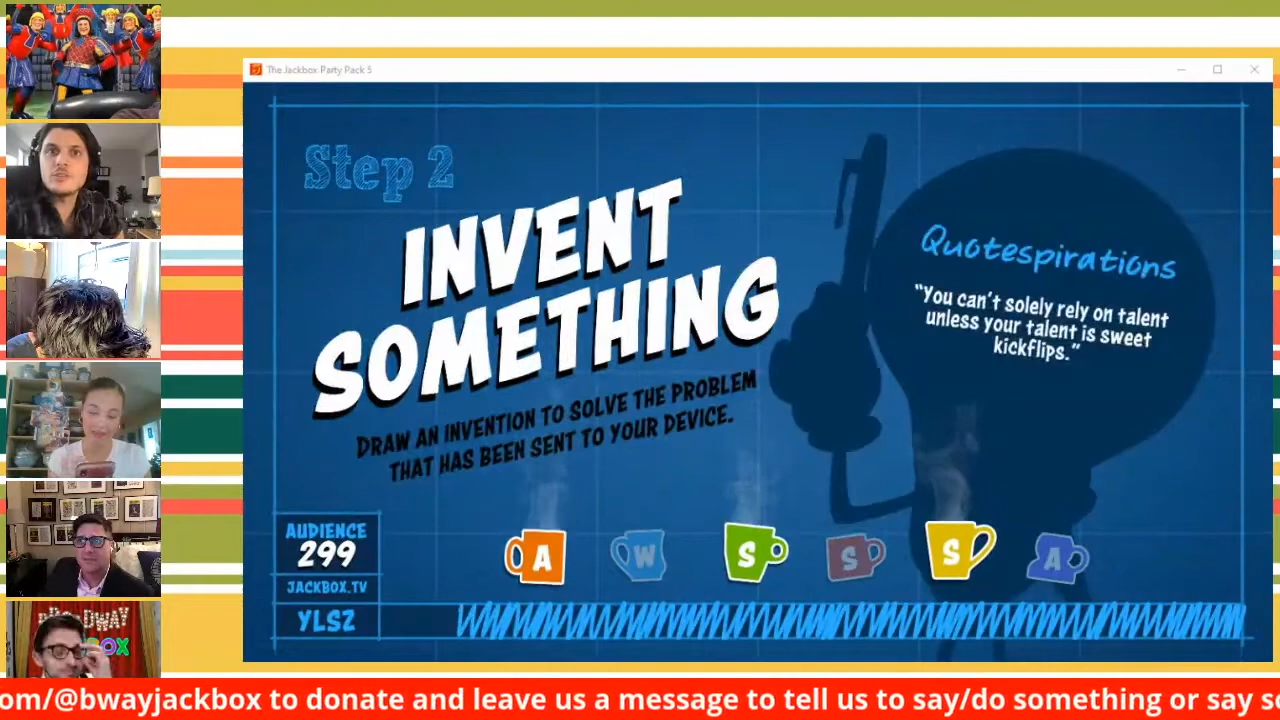 The Jackbox Party Pack 5
Step 2
INVENT
SOMETHING
DRAW AN INVENTION TO SOLVE THE PROBLEM
THAT HAS BEEN SENT TO YOUR DEVICE.
Quotespirations
"You can't solely rely on talent
unless your talent is sweet
kickflips."
AUDIENCE
299
JACKBOX.TV
YLSZ
A
W
S
S
S
A
BROADWAY
om/@bwayjackbox to donate and leave us a message to tell us to say/do something or say s